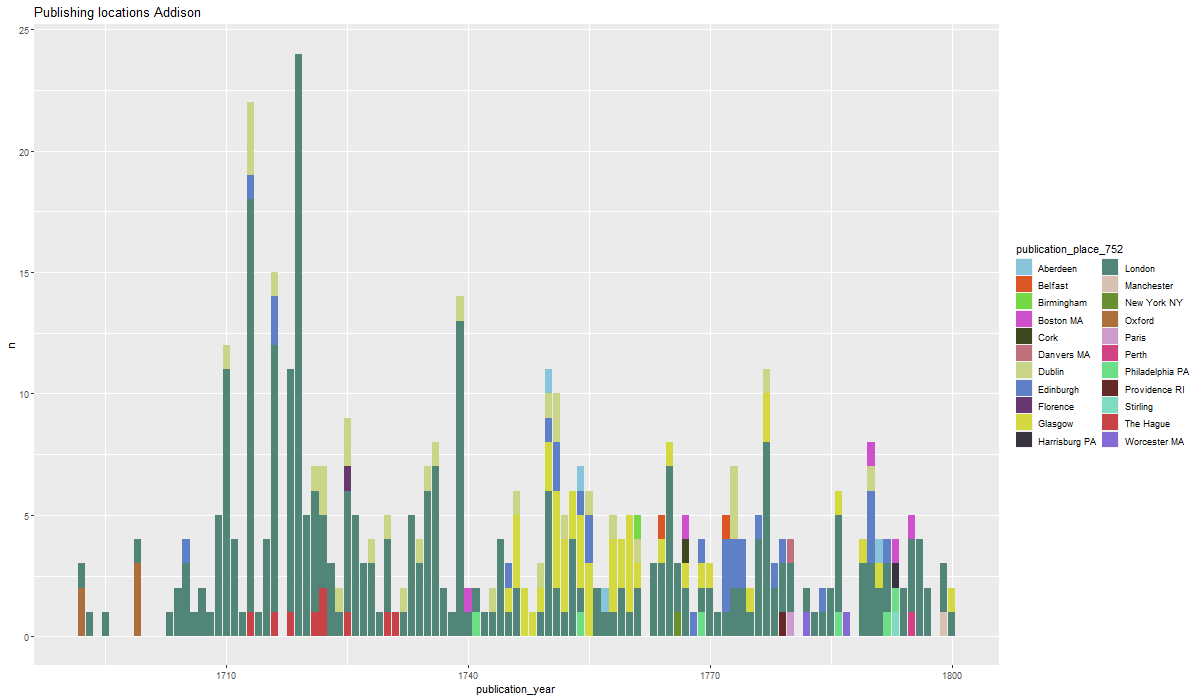 Publishing locations Addison
25
20
15
10
5
0
n
1710
1740
1770
1800
publication_year
publication_place_752
Aberdeen
Belfast
Birmingham
Boston MA
Cork
Danvers MA
Dublin
Edinburgh
Florence
Glasgow
Harrisburg PA
London
Manchester
New York NY
Oxford
Paris
Perth
Philadelphia PA
Providence RI
Stirling
The Hague
Worcester MA